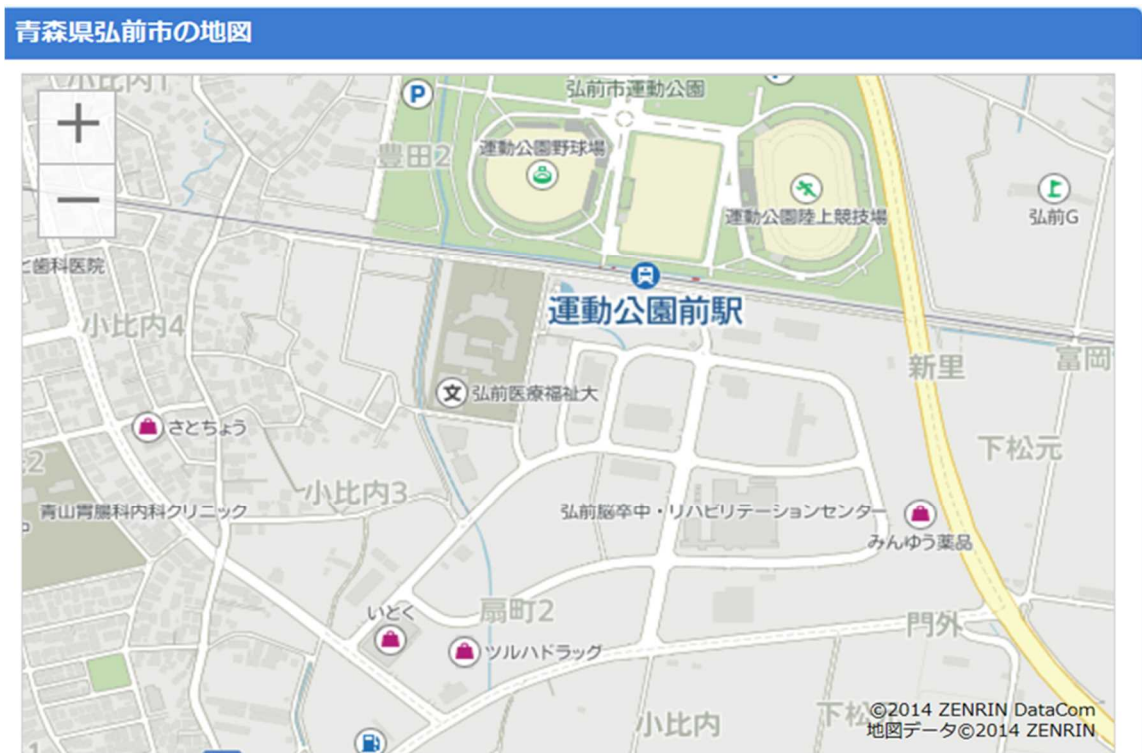 青森県弘前市の地図
小比内1
P
弘前市運動公園
豊田2
運動公園野球場
運動公園陸上競技場
弘前G
歯科医院
運動公園前駅
小比内4
新里
富岡
文 弘前医療福祉大
さとちょう
下松元
2
小比内3
青山胃腸科内科クリニック
弘前脳卒中・リハビリテーションセンター
みんゆう薬品
いとく
扇町2
門外
ツルハドラッグ
小比内
下松
©2014 ZENRIN DataCom
地図データ©2014 ZENRIN
1